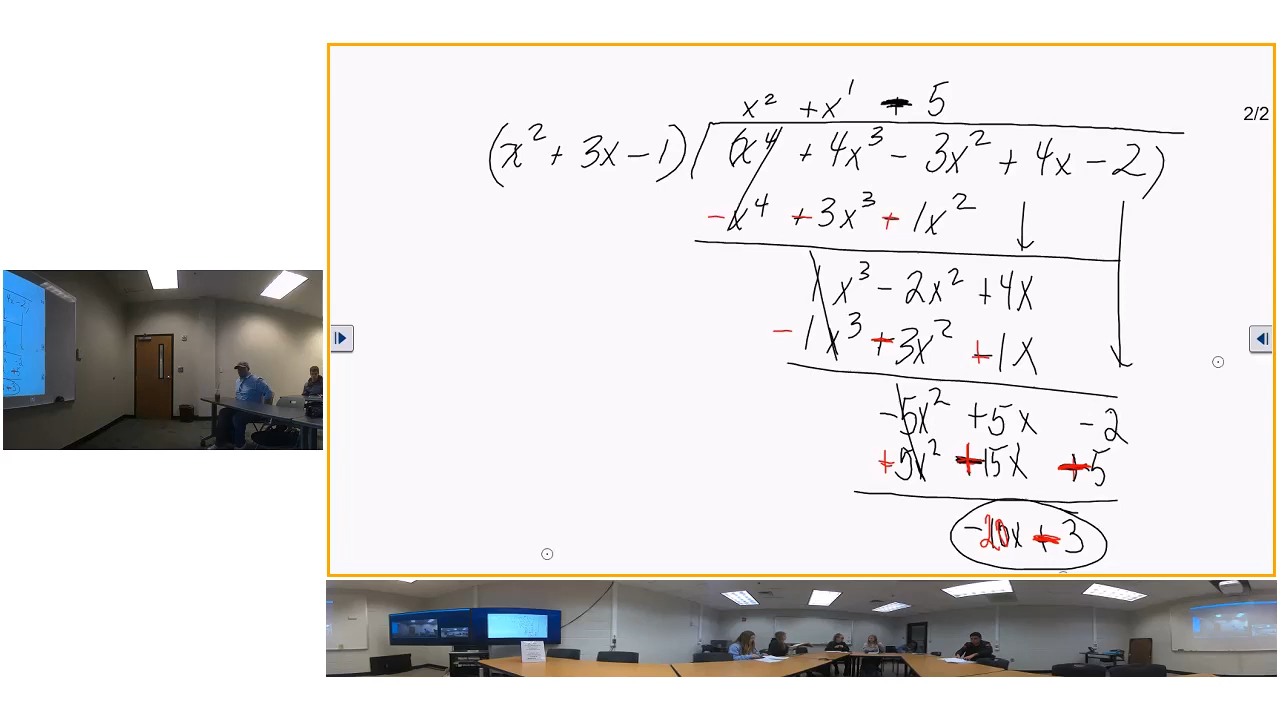 2/2
x² + x¹ - 5
(x² + 3x - 1) (x⁴ + 4x³ - 3x² + 4x - 2)
- x⁴ + 3x³ + 1x²
1x³ - 2x² + 4x
- 1x³ + 3x² + 1x
- 5x² + 5x - 2
+ 5x² + 15x - 5
- 20x - 3